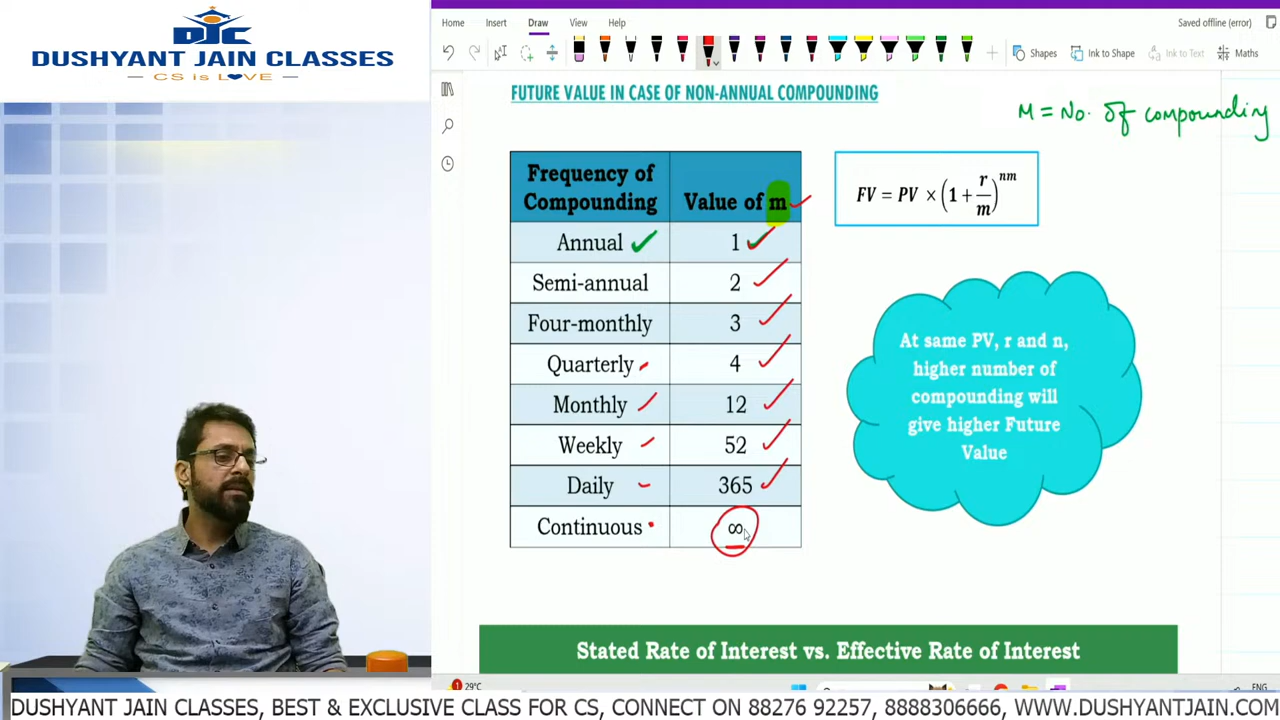 DJC
DUSHYANT JAIN CLASSES
CS is LOVE
Home Insert Draw View Help
Saved offline (error)
Shapes Ink to Shape Ink to Text Maths
FUTURE VALUE IN CASE OF NON-ANNUAL COMPOUNDING
M = No. of compounding
Frequency of Compounding Value of m
Annual 1
Semi-annual 2
Four-monthly 3
Quarterly 4
Monthly 12
Weekly 52
Daily 365
Continuous ∞
FV = PV × (1 + r/m)^nm
At same PV, r and n,
higher number of
compounding will
give higher Future
Value
Stated Rate of Interest vs. Effective Rate of Interest
1 29°C
ENG
DUSHYANT JAIN CLASSES, BEST & EXCLUSIVE CLASS FOR CS, CONNECT ON 88276 92257, 8888306666, WWW.DUSHYANTJAIN.COM